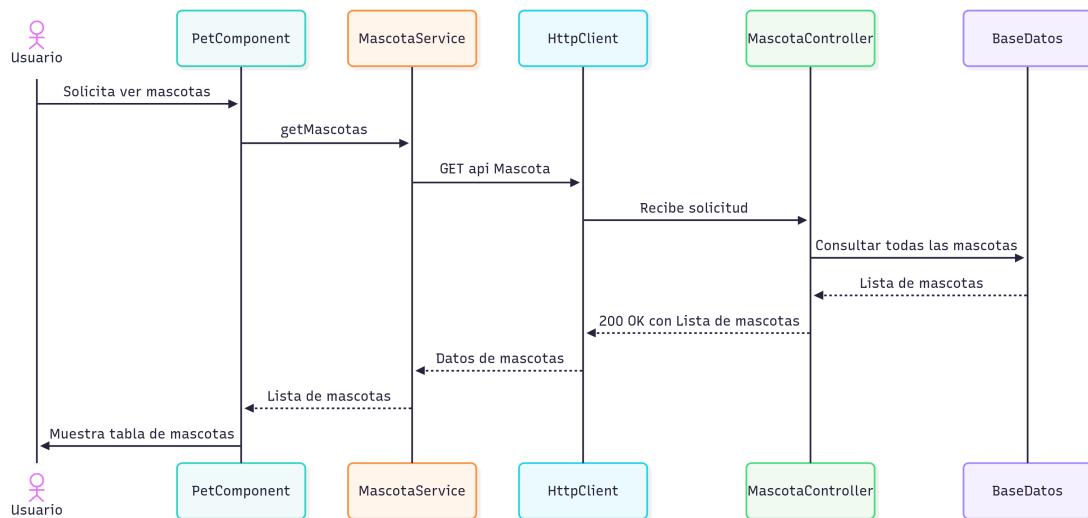 Usuario
PetComponent
MascotaService
HttpClient
MascotaController
BaseDatos
Solicita ver mascotas
getMascotas
GET api Mascota
Recibe solicitud
Consultar todas las mascotas
Lista de mascotas
200 OK con Lista de mascotas
Datos de mascotas
Lista de mascotas
Muestra tabla de mascotas
Usuario
PetComponent
MascotaService
HttpClient
MascotaController
BaseDatos